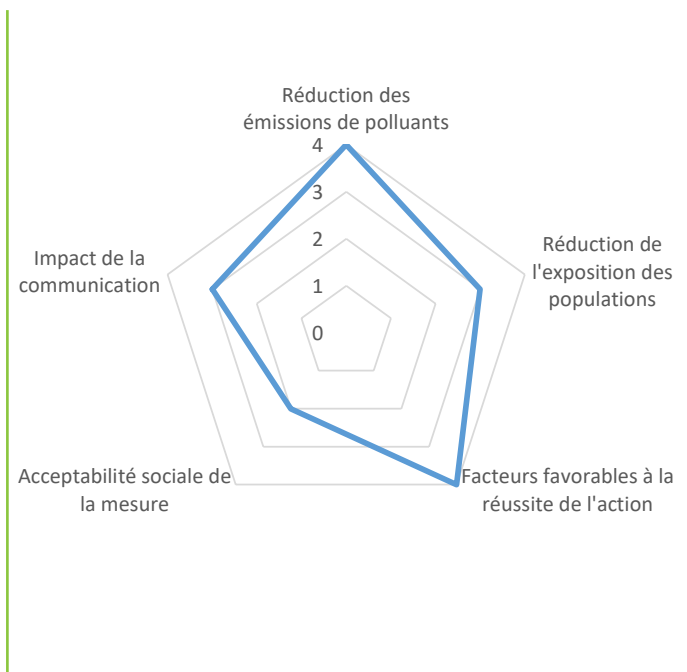 Réduction des
émissions de polluants
4
3
2
1
0
Réduction de
l'exposition des
populations
Facteurs favorables à la
réussite de l'action
Acceptabilité sociale de
la mesure
Impact de la
communication